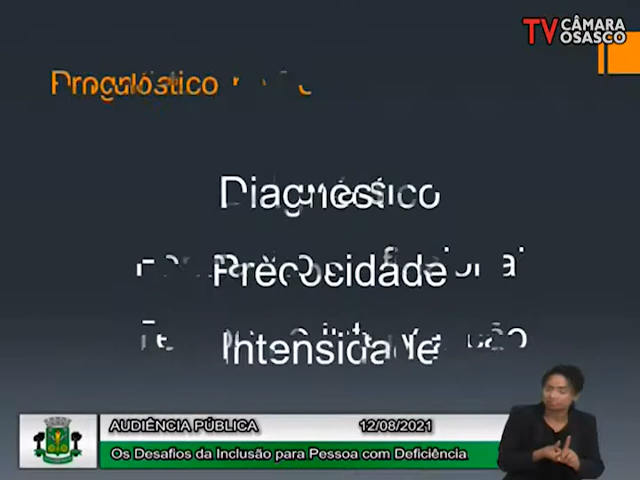 TV CÂMARA
OSASCO
Prognóstico
Diagnóstico
Precocidade
Intensidade
AUDIÊNCIA PÚBLICA 12/08/2021
Os Desafios da Inclusão para Pessoa com Deficiência